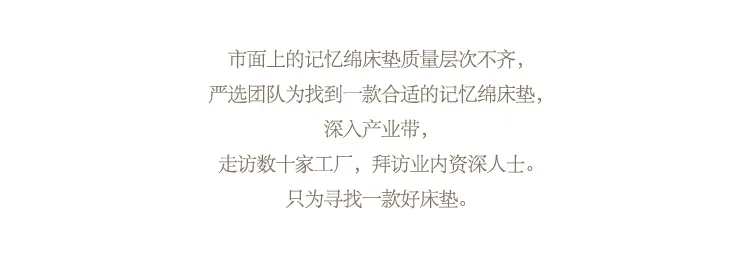 市面上的记忆绵床垫质量层次不齐，
严选团队为找到一款合适的记忆绵床垫，
深入产业带，
走访数十家工厂，拜访业内资深人士。
只为寻找一款好床垫。